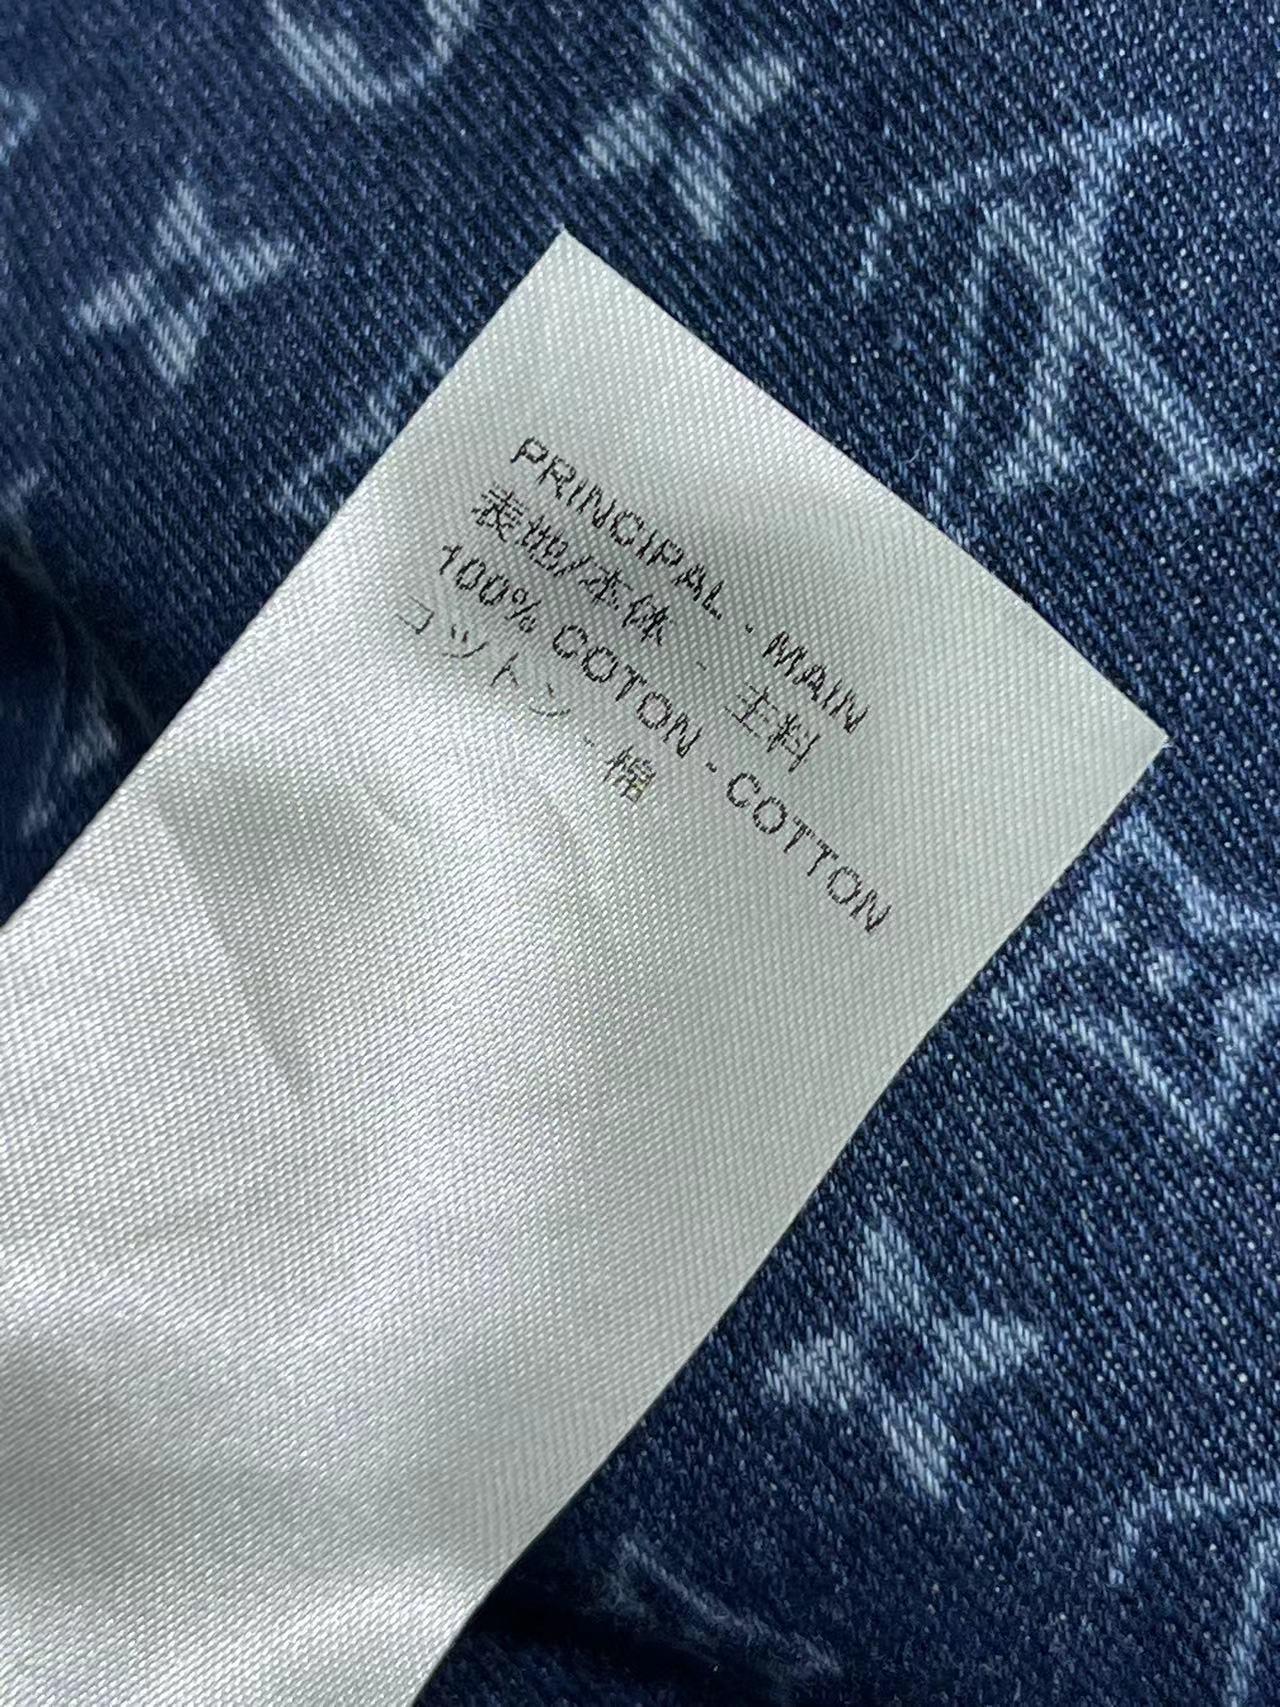 PRINCIPAL - MAIN
表地/本体 - 主料
100% COTON - COTTON
コットン - 棉